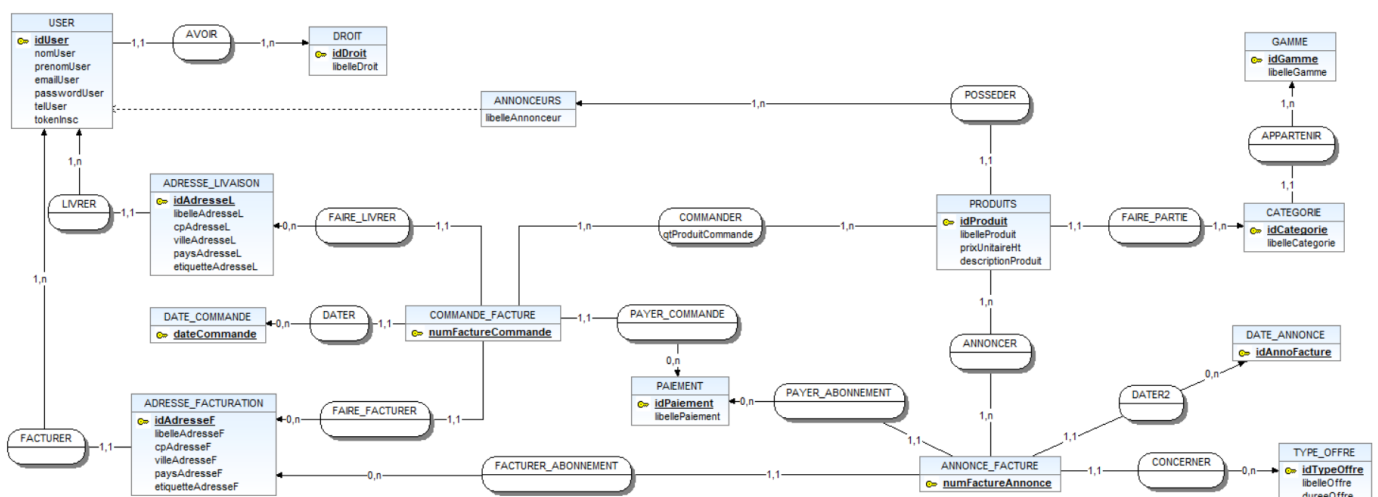 USER
idUser
nomUser
prenomUser
emailUser
passwordUser
telUser
tokenInsc
1,1
AVOIR
1,n
DROIT
idDroit
libelleDroit
ANNONCEURS
libelleAnnonceur
1,n
POSSEDER
1,1
GAMME
idGamme
libelleGamme
1,n
APPARTENIR
1,1
1,n
LIVRER
1,1
ADRESSE_LIVAISON
idAdresseL
libelleAdresseL
cpAdresseL
villeAdresseL
paysAdresseL
etiquetteAdresseL
0,n
FAIRE_LIVRER
1,1
1,n
COMMANDER
qtProduitCommande
1,n
PRODUITS
idProduit
libelleProduit
prixUnitaireHt
descriptionProduit
1,1
FAIRE_PARTIE
1,n
CATEGORIE
idCategorie
libelleCategorie
1,n
DATE_COMMANDE
dateCommande
0,n
DATER
1,1
COMMANDE_FACTURE
numFactureCommande
1,1
PAYER_COMMANDE
0,n
1,n
ANNONCER
1,n
DATE_ANNONCE
idAnnoFacture
0,n
DATER2
1,1
PAIEMENT
idPaiement
libellePaiement
0,n
PAYER_ABONNEMENT
1,1
FACTURER
1,1
ADRESSE_FACTURATION
idAdresseF
libelleAdresseF
cpAdresseF
villeAdresseF
paysAdresseF
etiquetteAdresseF
0,n
FAIRE_FACTURER
1,1
0,n
FACTURER_ABONNEMENT
1,1
ANNONCE_FACTURE
numFactureAnnonce
1,1
CONCERNER
0,n
TYPE_OFFRE
idTypeOffre
libelleOffre
dureeOffre